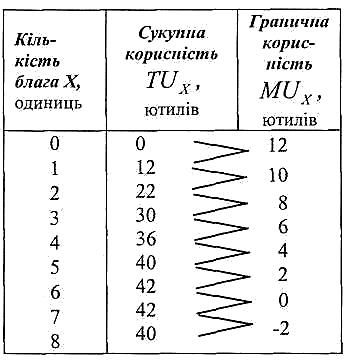 Кіль-
кість
блага X,
одиниць
Сукупна
корисність
TU_X,
ютилів
Гранична
корис-
ність
MU_X,
ютилів
0 0 12
1 12 10
2 22 8
3 30 6
4 36 4
5 40 2
6 42 0
7 42 -2
8 40